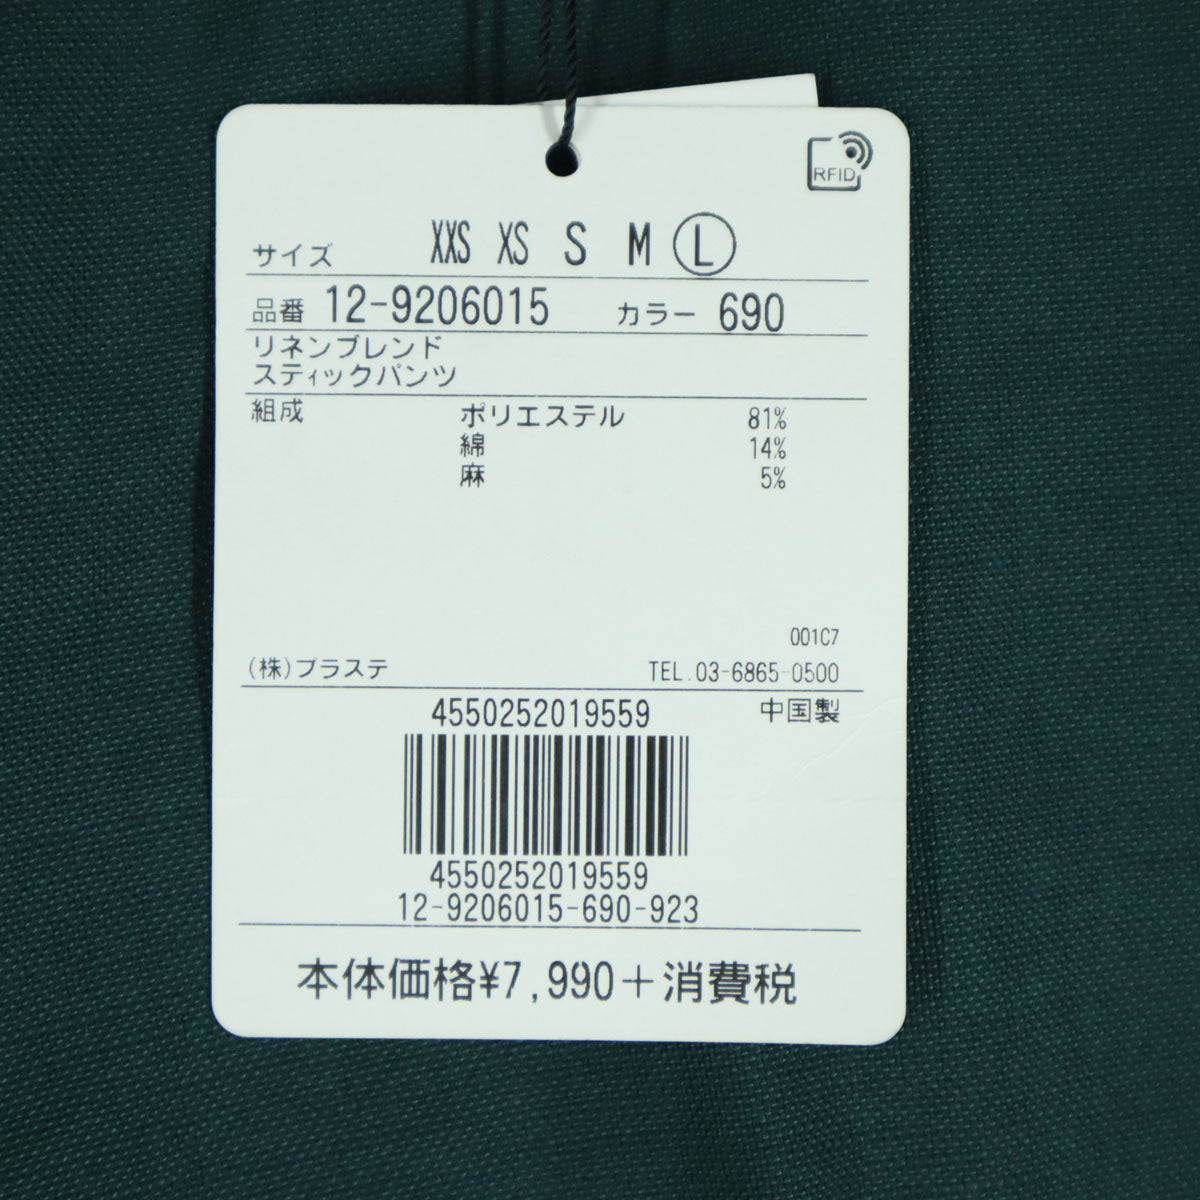 RFID
サイズ XXS XS S M L
品番 12-9206015 カラー 690
リネンブレンド
スティックパンツ
組成 ポリエステル 81%
綿 14%
麻 5%
001C7
(株)プラステ TEL.03-6865-0500
4550252019559 中国製
4550252019559
12-9206015-690-923
本体価格¥7,990+消費税